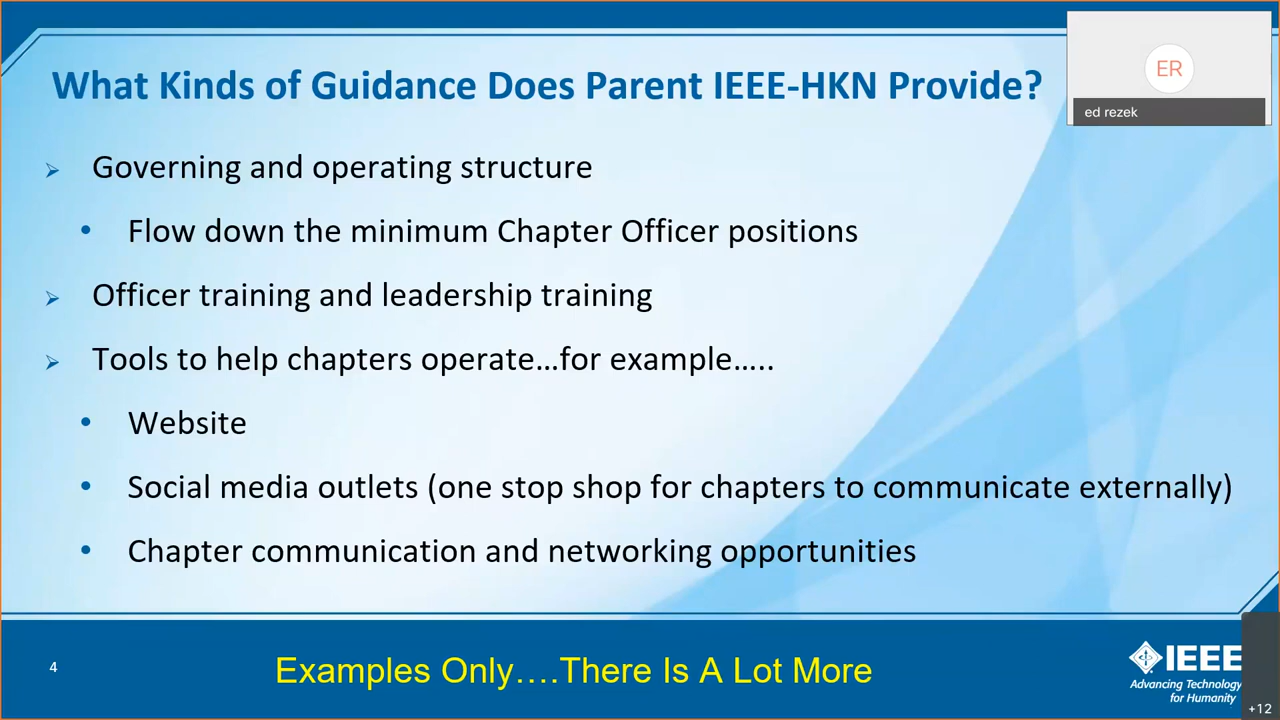 What Kinds of Guidance Does Parent IEEE-HKN Provide?
ER
ed rezek
Governing and operating structure
Flow down the minimum Chapter Officer positions
Officer training and leadership training
Tools to help chapters operate…for example…..
Website
Social media outlets (one stop shop for chapters to communicate externally)
Chapter communication and networking opportunities
4
Examples Only….There Is A Lot More
IEEE
Advancing Technology
for Humanity
+12